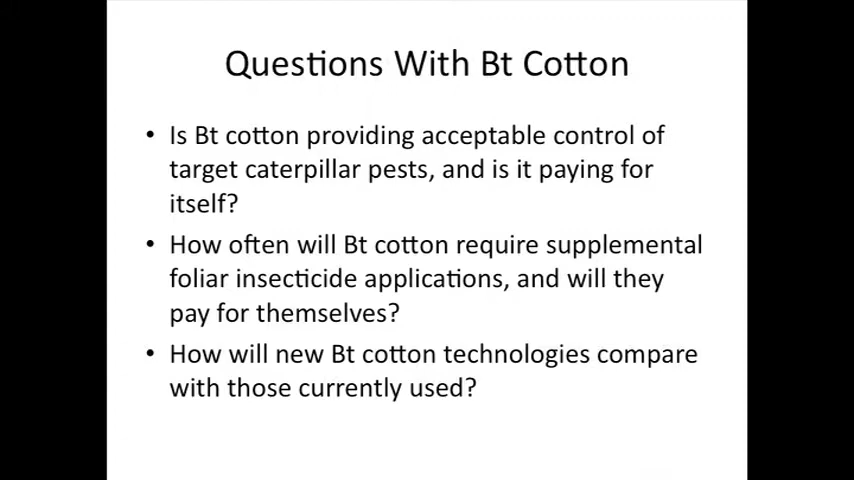 Questions With Bt Cotton
• Is Bt cotton providing acceptable control of
target caterpillar pests, and is it paying for
itself?
• How often will Bt cotton require supplemental
foliar insecticide applications, and will they
pay for themselves?
• How will new Bt cotton technologies compare
with those currently used?